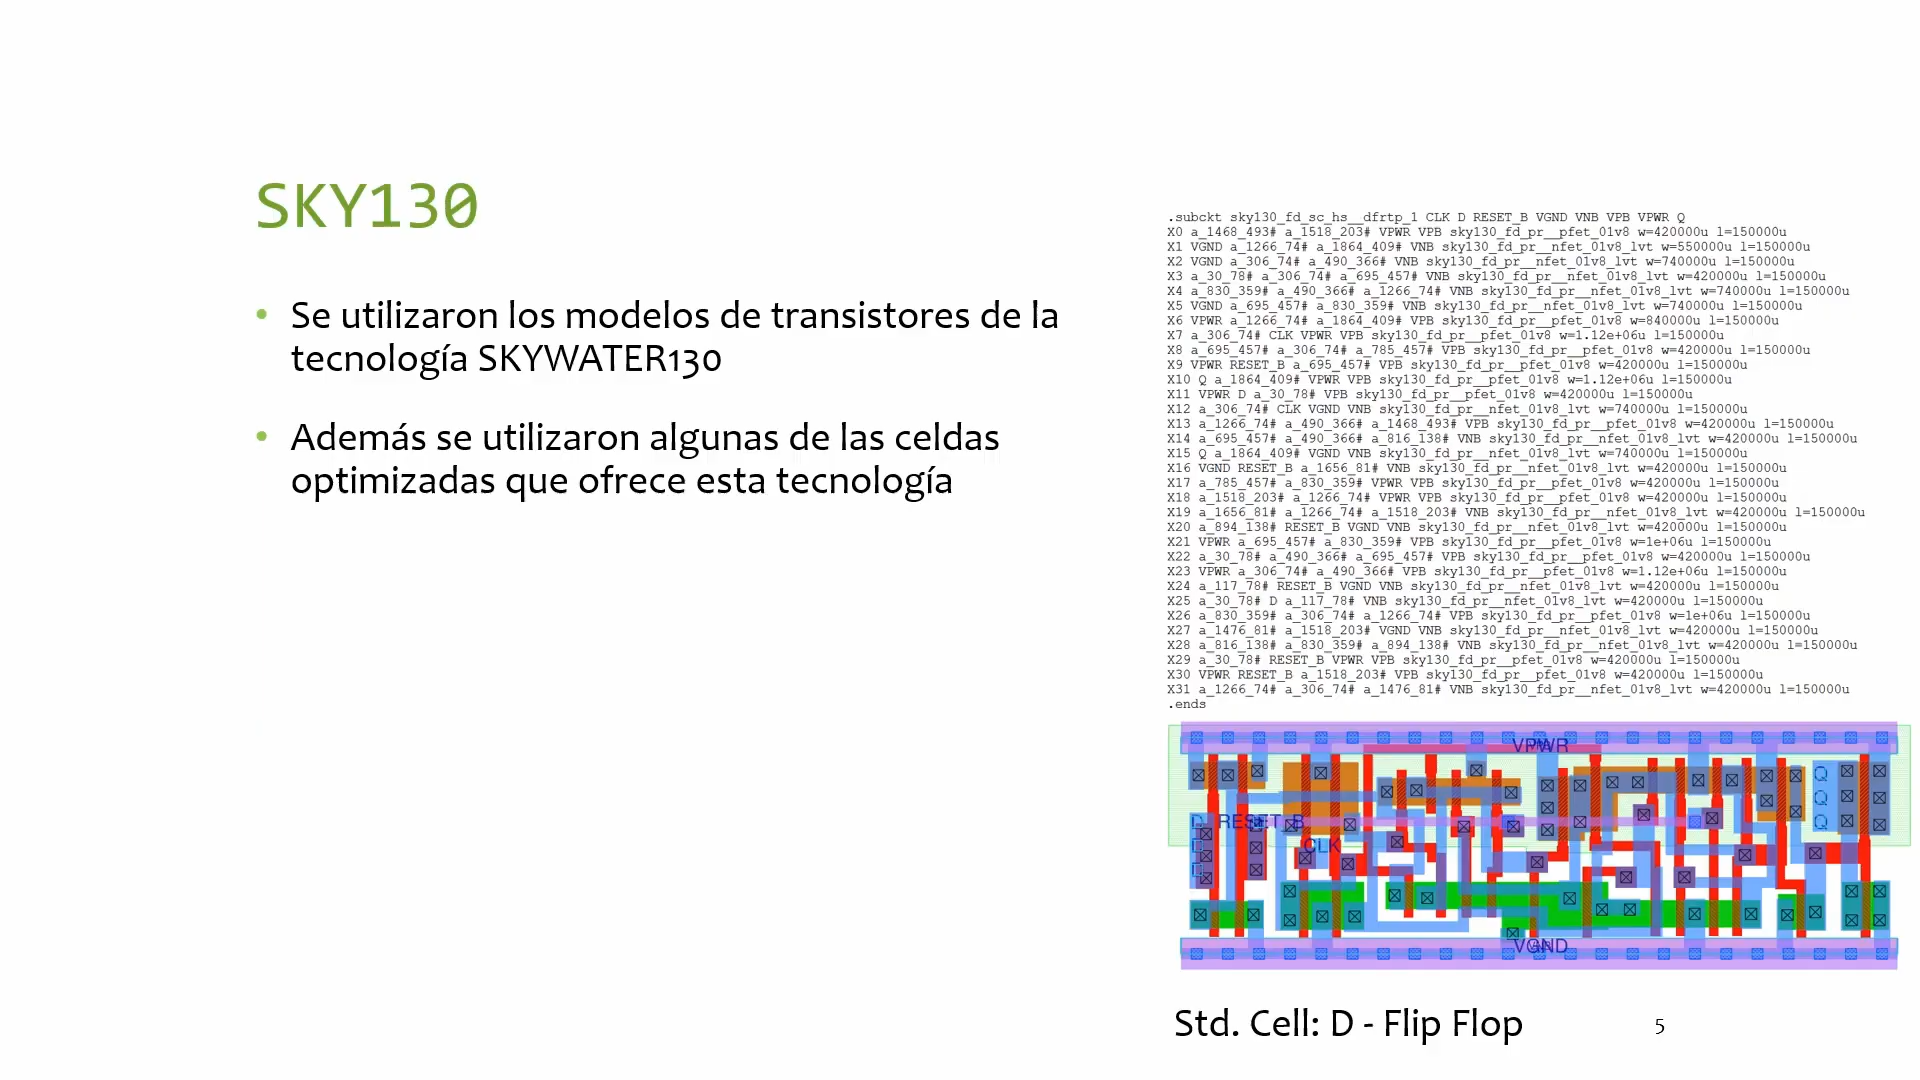 SKY130
• Se utilizaron los modelos de transistores de la
tecnología SKYWATER130
• Además se utilizaron algunas de las celdas
optimizadas que ofrece esta tecnología
.subckt sky130_fd_sc_hs__dfrtp_1 CLK D RESET_B VGND VNB VPB VPWR Q
X0 a_1468_493# a_1518_203# VPWR VPB sky130_fd_pr__pfet_01v8 w=420000u l=150000u
X1 VGND a_1266_74# a_1864_409# VNB sky130_fd_pr__nfet_01v8_lvt w=550000u l=150000u
X2 VGND a_306_74# a_490_366# VNB sky130_fd_pr__nfet_01v8_lvt w=740000u l=150000u
X3 a_30_78# a_306_74# a_695_457# VNB sky130_fd_pr__nfet_01v8_lvt w=420000u l=150000u
X4 a_830_359# a_490_366# a_1266_74# VNB sky130_fd_pr__nfet_01v8_lvt w=740000u l=150000u
X5 VGND a_695_457# a_830_359# VNB sky130_fd_pr__nfet_01v8_lvt w=740000u l=150000u
X6 VPWR a_1266_74# a_1864_409# VPB sky130_fd_pr__pfet_01v8 w=840000u l=150000u
X7 a_306_74# CLK VPWR VPB sky130_fd_pr__pfet_01v8 w=1.12e+06u l=150000u
X8 a_695_457# a_306_74# a_785_457# VPB sky130_fd_pr__pfet_01v8 w=420000u l=150000u
X9 VPWR RESET_B a_695_457# VPB sky130_fd_pr__pfet_01v8 w=420000u l=150000u
X10 Q a_1864_409# VPWR VPB sky130_fd_pr__pfet_01v8 w=1.12e+06u l=150000u
X11 VPWR D a_30_78# VPB sky130_fd_pr__pfet_01v8 w=420000u l=150000u
X12 a_306_74# CLK VGND VNB sky130_fd_pr__nfet_01v8_lvt w=740000u l=150000u
X13 a_1266_74# a_490_366# a_1468_493# VPB sky130_fd_pr__pfet_01v8 w=420000u l=150000u
X14 a_695_457# a_490_366# a_816_138# VNB sky130_fd_pr__nfet_01v8_lvt w=420000u l=150000u
X15 Q a_1864_409# VGND VNB sky130_fd_pr__nfet_01v8_lvt w=740000u l=150000u
X16 VGND RESET_B a_1656_81# VNB sky130_fd_pr__nfet_01v8_lvt w=420000u l=150000u
X17 a_785_457# a_830_359# VPWR VPB sky130_fd_pr__pfet_01v8 w=420000u l=150000u
X18 a_1518_203# a_1266_74# VPWR VPB sky130_fd_pr__pfet_01v8 w=420000u l=150000u
X19 a_1656_81# a_1266_74# a_1518_203# VNB sky130_fd_pr__nfet_01v8_lvt w=420000u l=150000u
X20 a_894_138# RESET_B VGND VNB sky130_fd_pr__nfet_01v8_lvt w=420000u l=150000u
X21 VPWR a_695_457# a_830_359# VPB sky130_fd_pr__pfet_01v8 w=1e+06u l=150000u
X22 a_30_78# a_490_366# a_695_457# VPB sky130_fd_pr__pfet_01v8 w=420000u l=150000u
X23 VPWR a_306_74# a_490_366# VPB sky130_fd_pr__pfet_01v8 w=1.12e+06u l=150000u
X24 a_117_78# RESET_B VGND VNB sky130_fd_pr__nfet_01v8_lvt w=420000u l=150000u
X25 a_30_78# D a_117_78# VNB sky130_fd_pr__nfet_01v8_lvt w=420000u l=150000u
X26 a_830_359# a_306_74# a_1266_74# VPB sky130_fd_pr__pfet_01v8 w=1e+06u l=150000u
X27 a_1476_81# a_1518_203# VGND VNB sky130_fd_pr__nfet_01v8_lvt w=420000u l=150000u
X28 a_816_138# a_830_359# a_894_138# VNB sky130_fd_pr__nfet_01v8_lvt w=420000u l=150000u
X29 a_30_78# RESET_B VPWR VPB sky130_fd_pr__pfet_01v8 w=420000u l=150000u
X30 VPWR RESET_B a_1518_203# VPB sky130_fd_pr__pfet_01v8 w=420000u l=150000u
X31 a_1266_74# a_306_74# a_1476_81# VNB sky130_fd_pr__nfet_01v8_lvt w=420000u l=150000u
.ends
VPWR
Q
Q
RESET_B
Q
CLK
VGND
Std. Cell: D - Flip Flop
5